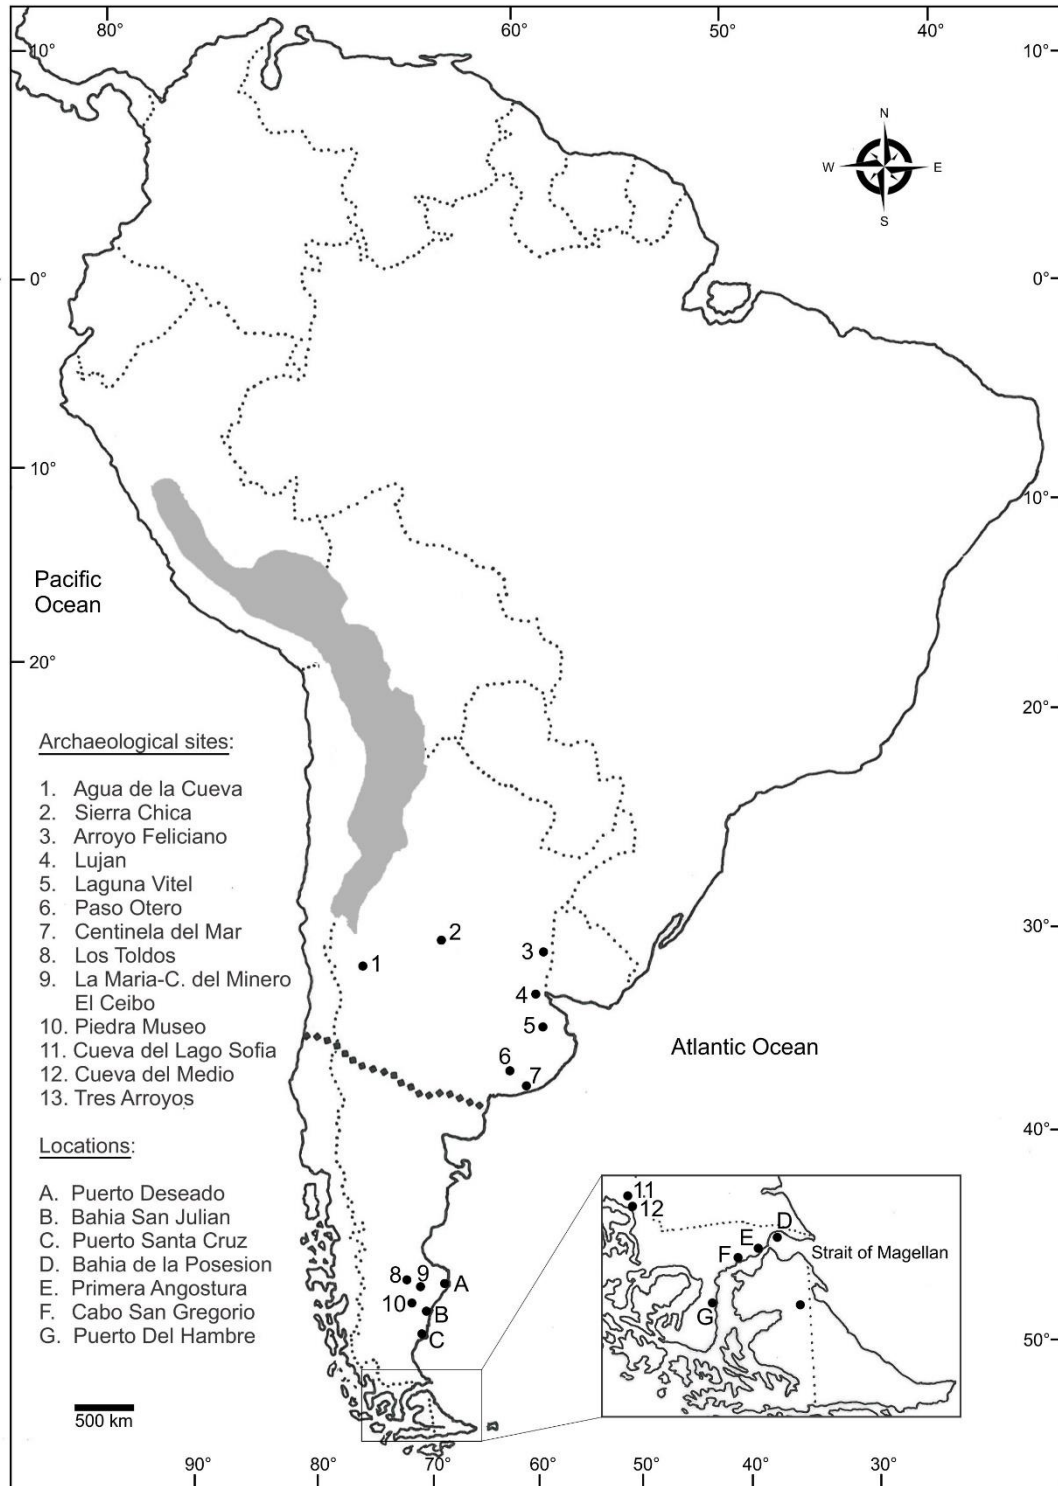 80° 60° 50° 40°
10° 10°
N
W E
S
0° 0°
10°
10°
Pacific
Ocean
20°
20°
Archaeological sites:
1. Agua de la Cueva
2. Sierra Chica
3. Arroyo Feliciano
4. Lujan
5. Laguna Vitel
6. Paso Otero
7. Centinela del Mar
8. Los Toldos
9. La Maria-C. del Minero
El Ceibo
10. Piedra Museo
11. Cueva del Lago Sofia
12. Cueva del Medio
13. Tres Arroyos
Locations:
A. Puerto Deseado
B. Bahia San Julian
C. Puerto Santa Cruz
D. Bahia de la Posesion
E. Primera Angostura
F. Cabo San Gregorio
G. Puerto Del Hambre
500 km
2
1
3
4
5
6
7
30°
Atlantic Ocean
40°
8 9 A
10 B
C
11
12
D
E
F
Strait of Magellan
G
50°
90° 80° 70° 60° 50° 40° 30°